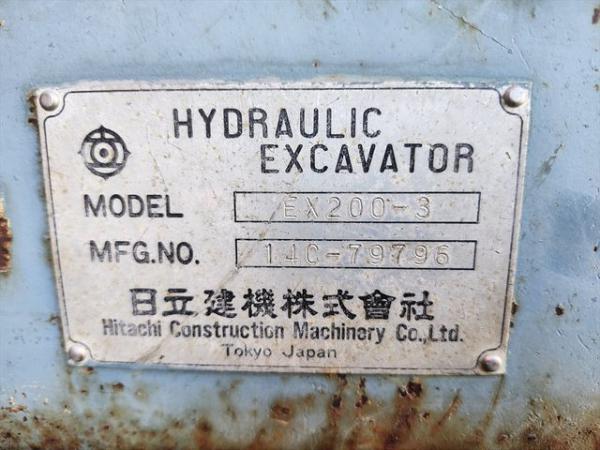 HYDRAULIC
EXCAVATOR
MODEL EX200-3
MFG.NO. 14C-79796
日立建機株式會社
Hitachi Construction Machinery Co.,Ltd.
Tokyo Japan